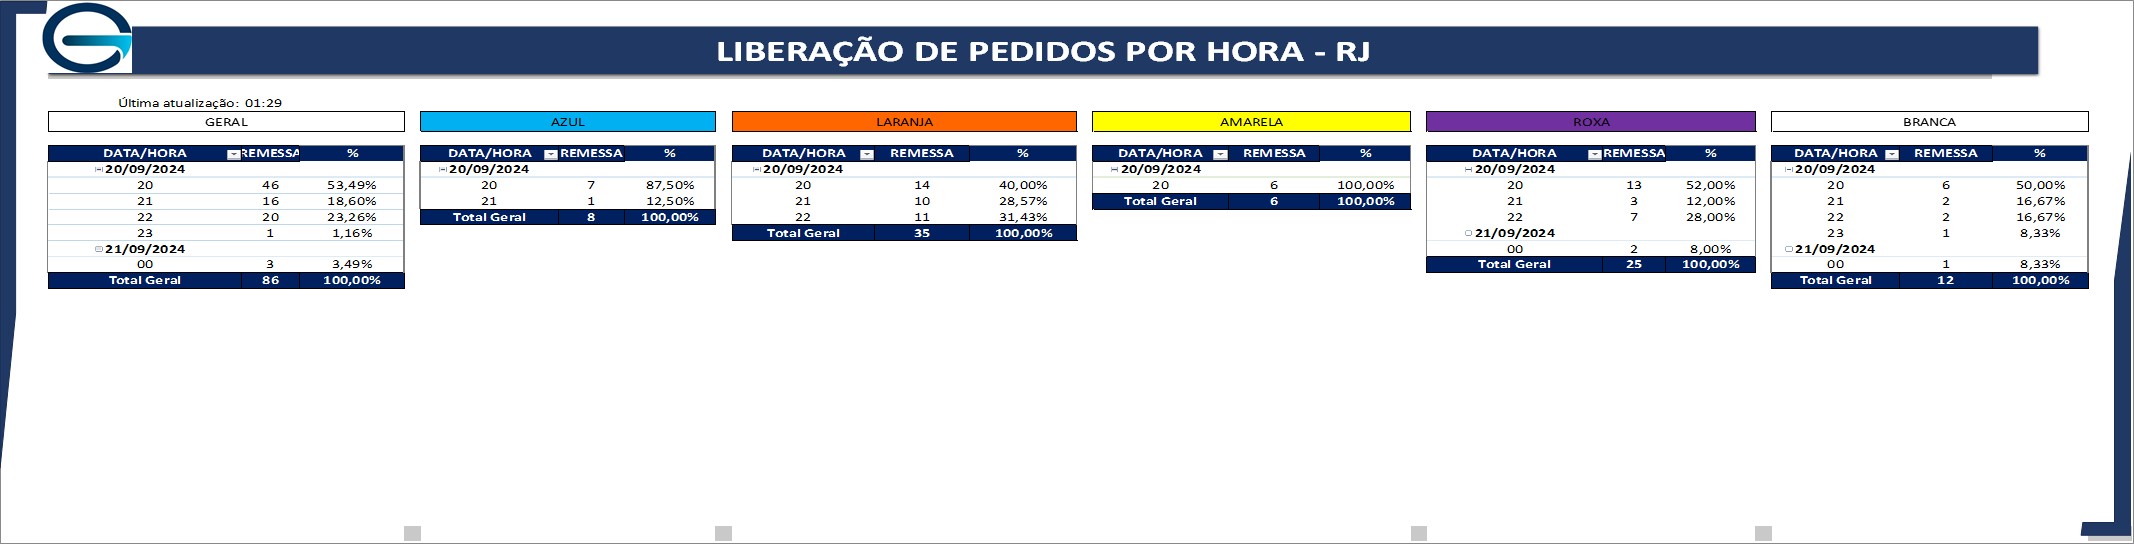 LIBERAÇÃO DE PEDIDOS POR HORA - RJ
Última atualização: 01:29
GERAL
DATA/HORA REMESSA %
20/09/2024
20 46 53,49%
21 16 18,60%
22 20 23,26%
23 1 1,16%
21/09/2024
00 3 3,49%
Total Geral 86 100,00%
AZUL
DATA/HORA REMESSA %
20/09/2024
20 7 87,50%
21 1 12,50%
Total Geral 8 100,00%
LARANJA
DATA/HORA REMESSA %
20/09/2024
20 14 40,00%
21 10 28,57%
22 11 31,43%
Total Geral 35 100,00%
AMARELA
DATA/HORA REMESSA %
20/09/2024
20 6 100,00%
Total Geral 6 100,00%
ROXA
DATA/HORA REMESSA %
20/09/2024
20 13 52,00%
21 3 12,00%
22 7 28,00%
21/09/2024
00 2 8,00%
Total Geral 25 100,00%
BRANCA
DATA/HORA REMESSA %
20/09/2024
20 6 50,00%
21 2 16,67%
22 2 16,67%
23 1 8,33%
21/09/2024
00 1 8,33%
Total Geral 12 100,00%